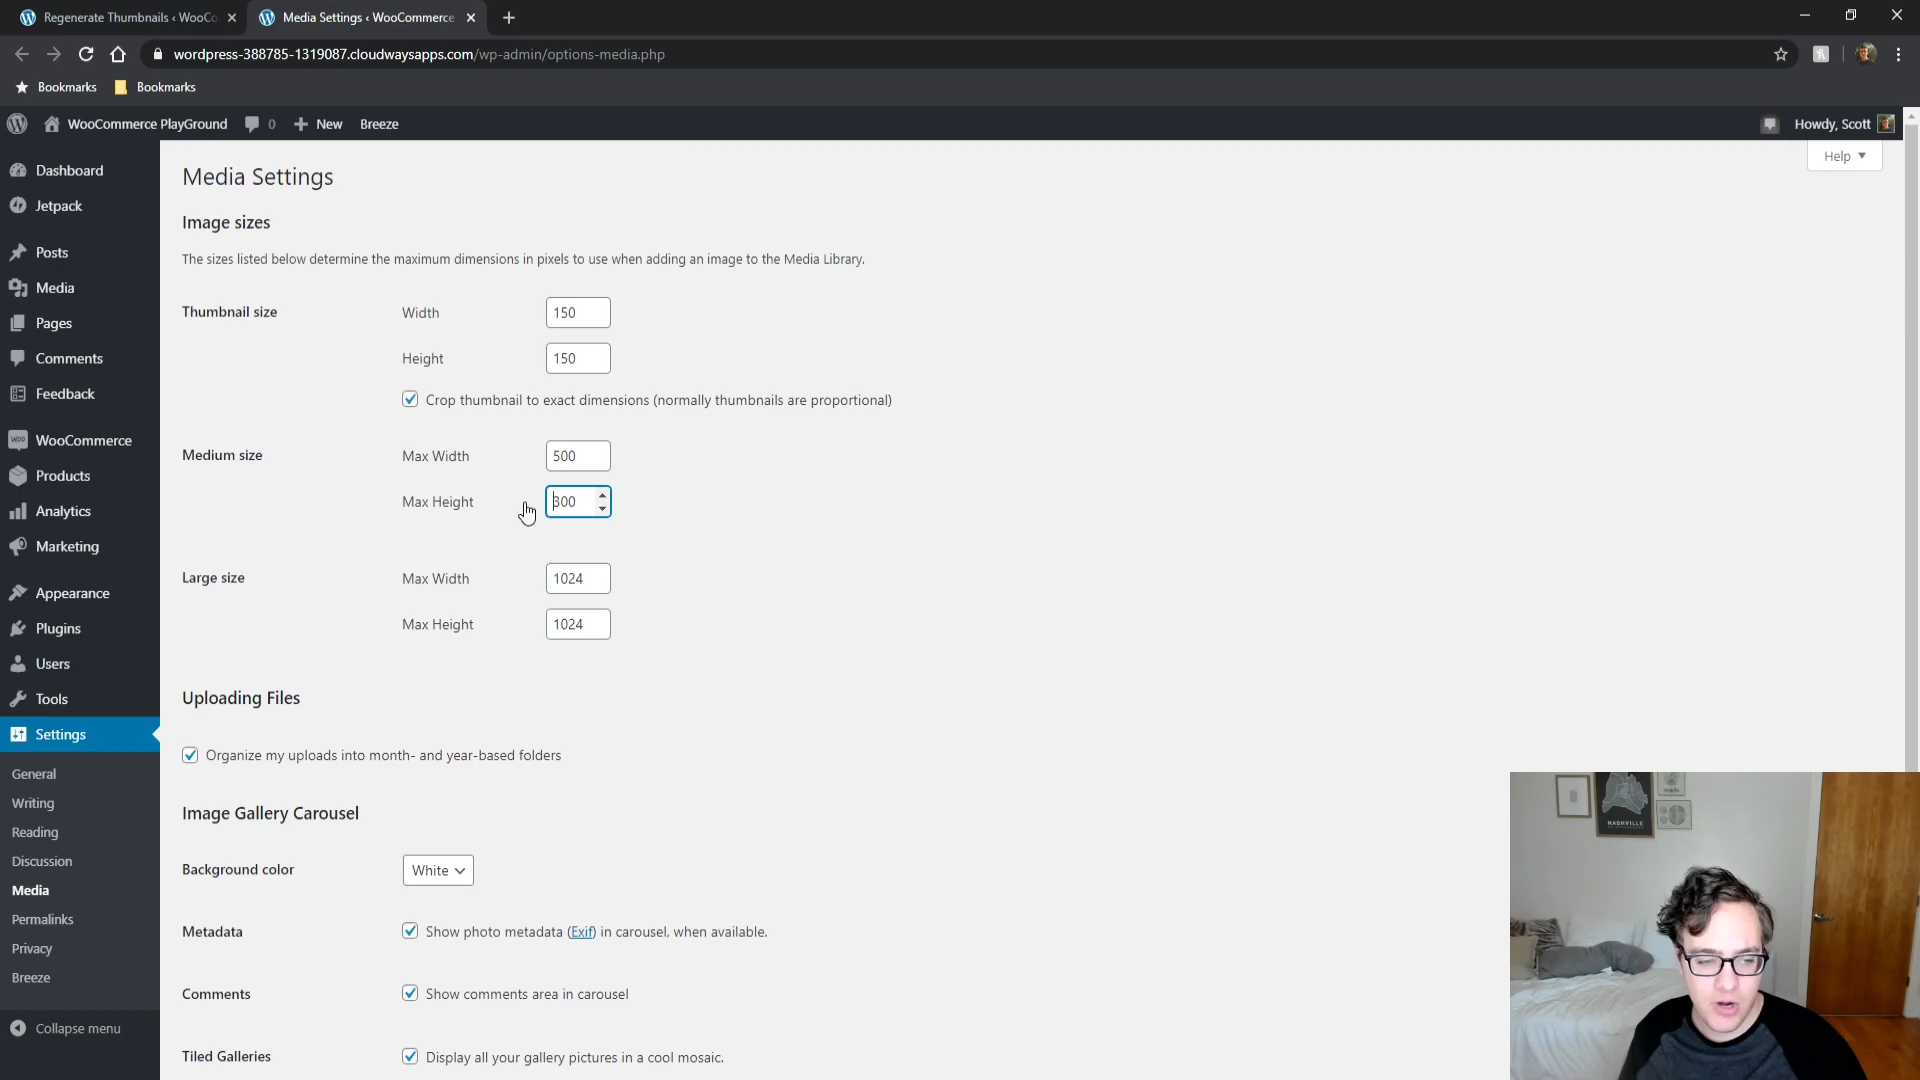 Regenerate Thumbnails ‹ WooCo
Media Settings ‹ WooCommerce
wordpress-388785-1319087.cloudwaysapps.com/wp-admin/options-media.php
Bookmarks
Bookmarks
WooCommerce PlayGround
0
New
Breeze
Howdy, Scott
Help
Dashboard
Jetpack
Posts
Media
Pages
Comments
Feedback
WooCommerce
Products
Analytics
Marketing
Appearance
Plugins
Users
Tools
Settings
General
Writing
Reading
Discussion
Media
Permalinks
Privacy
Breeze
Collapse menu
Media Settings
Image sizes
The sizes listed below determine the maximum dimensions in pixels to use when adding an image to the Media Library.
Thumbnail size
Width 150
Height 150
Crop thumbnail to exact dimensions (normally thumbnails are proportional)
Medium size
Max Width 500
Max Height 300
Large size
Max Width 1024
Max Height 1024
Uploading Files
Organize my uploads into month- and year-based folders
Image Gallery Carousel
Background color White
Metadata
Show photo metadata (Exif) in carousel, when available.
Comments
Show comments area in carousel
Tiled Galleries
Display all your gallery pictures in a cool mosaic.
NASHVILLE